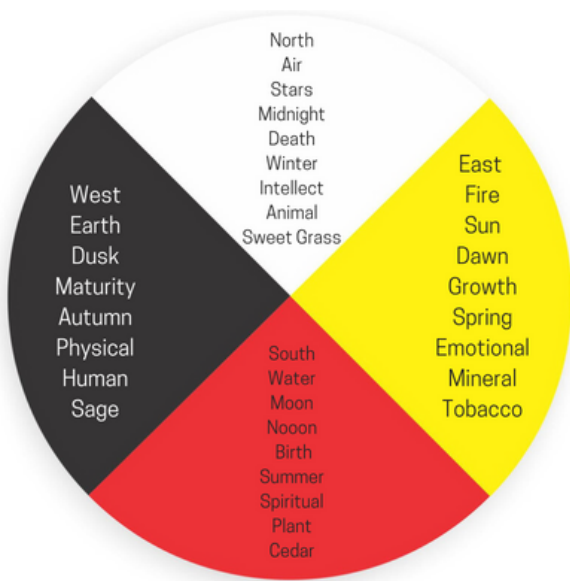 North
Air
Stars
Midnight
Death
Winter
Intellect
Animal
Sweet Grass
East
Fire
Sun
Dawn
Growth
Spring
Emotional
Mineral
Tobacco
South
Water
Moon
Nooon
Birth
Summer
Spiritual
Plant
Cedar
West
Earth
Dusk
Maturity
Autumn
Physical
Human
Sage